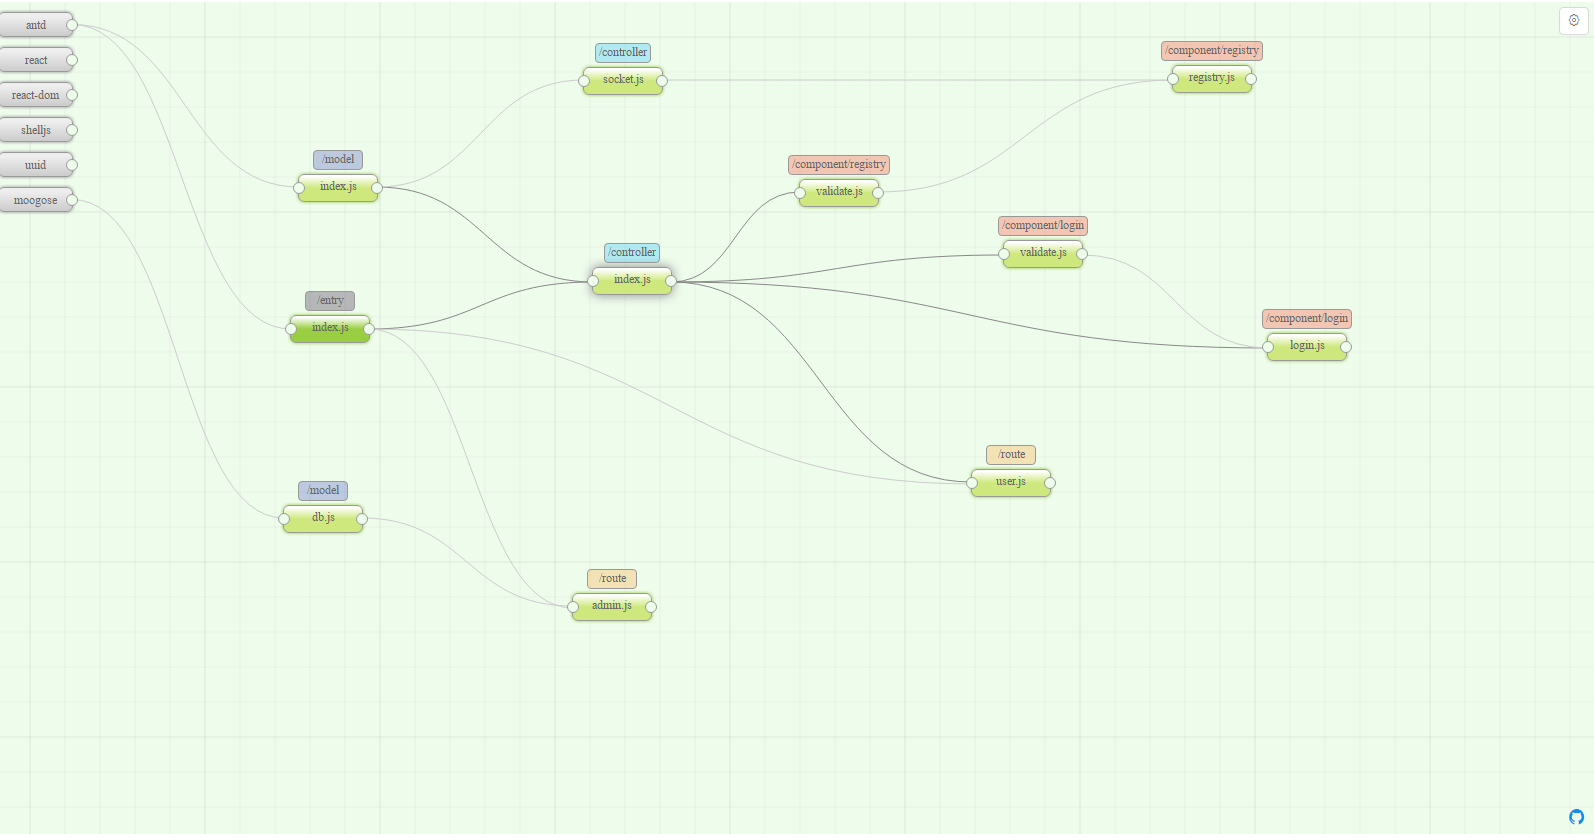 antd
react
react-dom
shelljs
uuid
moogose
/controller
socket.js
/component/registry
registry.js
/model
index.js
/component/registry
validate.js
/component/login
validate.js
/controller
index.js
/entry
index.js
/component/login
login.js
/route
user.js
/model
db.js
/route
admin.js